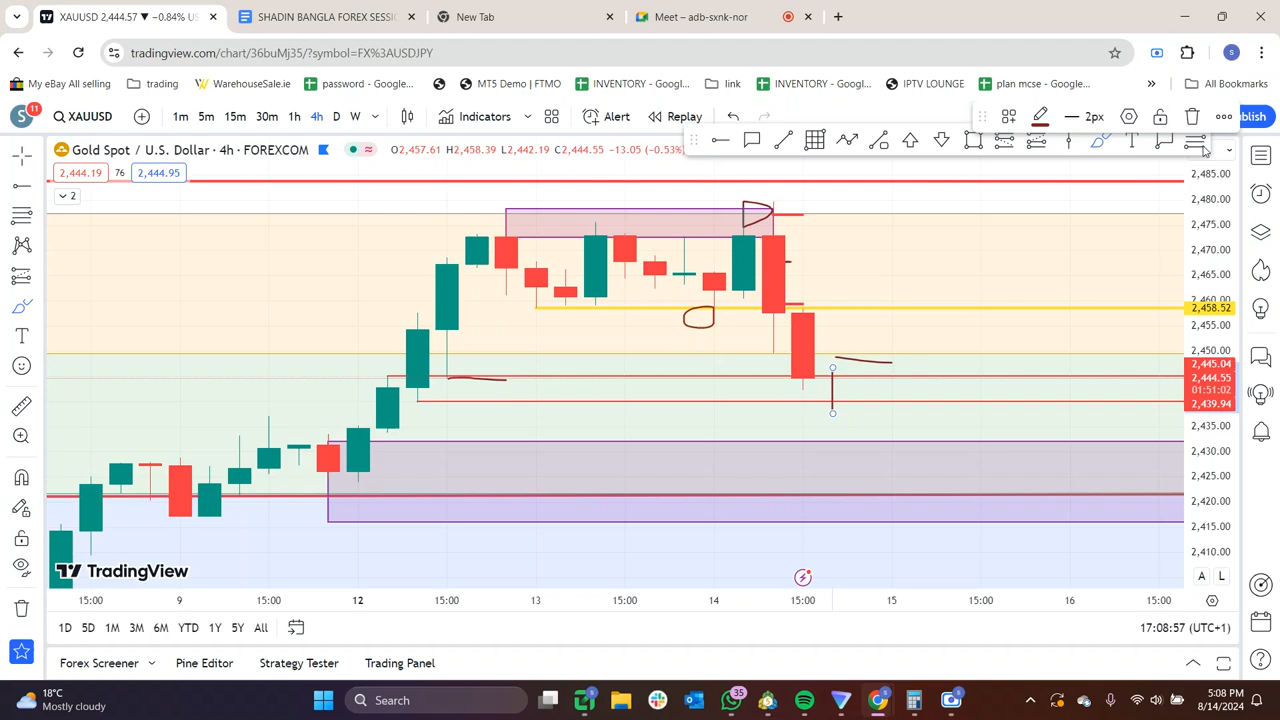 XAUUSD 2,444.57 ▼ −0.84% U
SHADIN BANGLA FOREX SESSI
New Tab
Meet – adb-sxnk-nor
tradingview.com/chart/36buMj35/?symbol=FX%3AUSDJPY
S
My eBay All selling
trading
WarehouseSale.ie
password - Google...
MT5 Demo | FTMO
INVENTORY - Googl...
link
INVENTORY - Googl...
IPTV LOUNGE
plan mcse - Google...
»
All Bookmarks
S
11
XAUUSD
1m
5m
15m
30m
1h
4h
D
W
Indicators
Alert
Replay
2px
blish
Gold Spot / U.S. Dollar · 4h · FOREXCOM
O2,457.61 H2,458.39 L2,442.19 C2,444.55 −13.05 (−0.53%)
2,444.19
76
2,444.95
2
2,485.00
2,480.00
2,475.00
2,470.00
2,465.00
2,460.00
2,458.52
2,455.00
2,450.00
2,445.04
2,444.55
01:51:02
2,439.94
2,435.00
2,430.00
2,425.00
2,420.00
2,415.00
2,410.00
TradingView
A
L
15:00
9
15:00
12
15:00
13
15:00
14
15:00
15
15:00
16
15:00
1D
5D
1M
3M
6M
YTD
1Y
5Y
All
17:08:57 (UTC+1)
Forex Screener
Pine Editor
Strategy Tester
Trading Panel
18°C
Mostly cloudy
Search
35
5:08 PM
8/14/2024